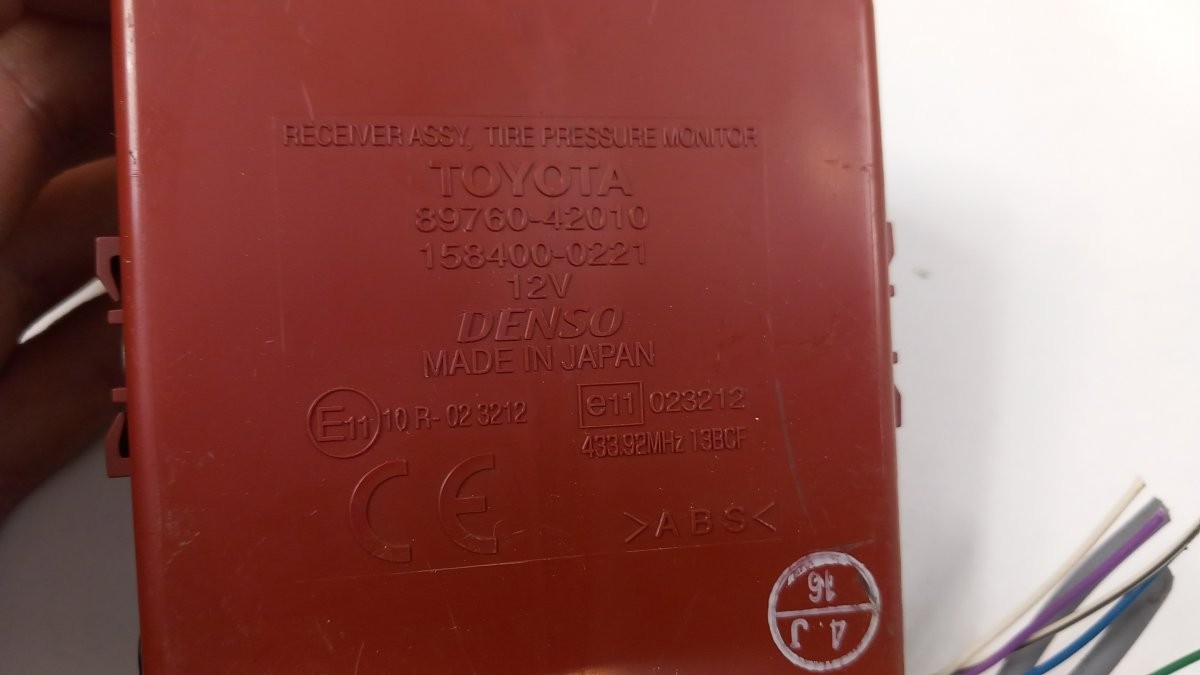 RECEIVER ASSY, TIRE PRESSURE MONITOR
TOYOTA
89760-42010
158400-0221
12V
DENSO
MADE IN JAPAN
E11 10 R-02 3212
e11 023212
433.92MHz 13BCF
CE
>ABS<
4.J
16